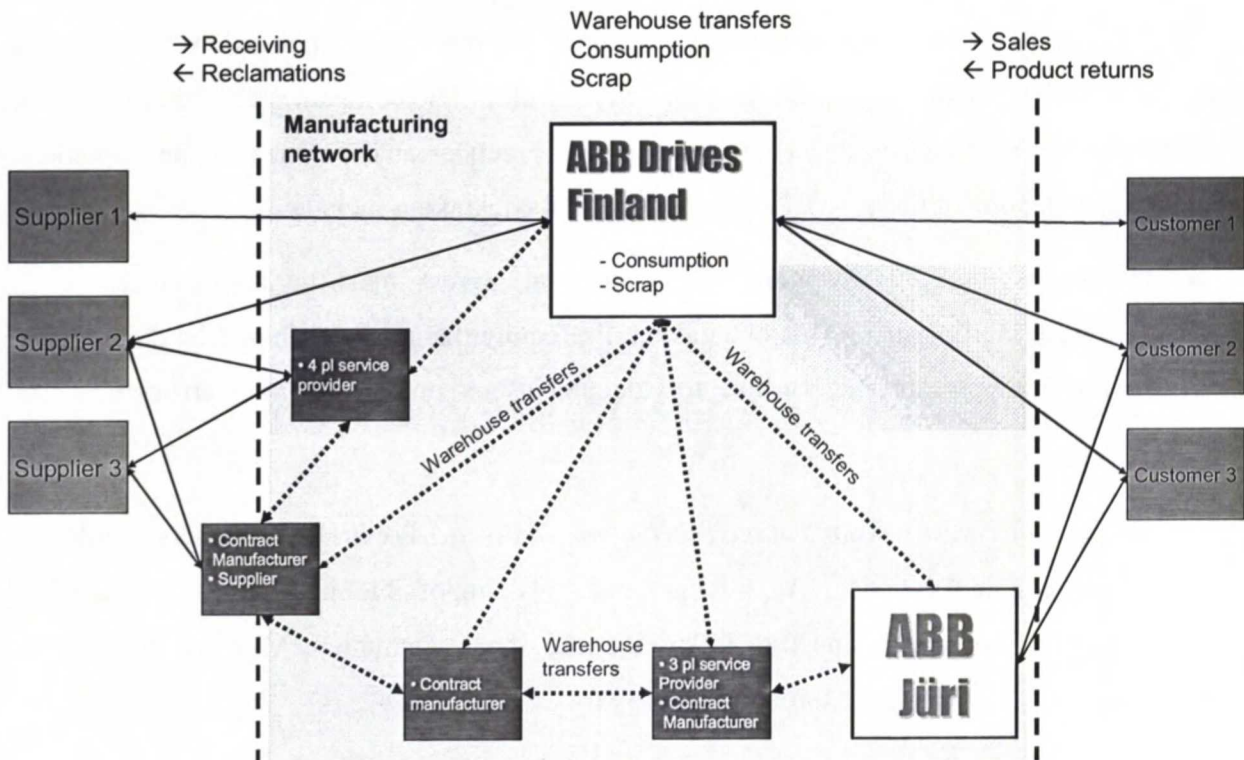 Warehouse transfers
Consumption
Scrap
→ Receiving
← Reclamations
→ Sales
← Product returns
Manufacturing
network
ABB Drives
Finland
- Consumption
- Scrap
Supplier 1
Supplier 2
Supplier 3
Customer 1
Customer 2
Customer 3
• 4 pl service
provider
Warehouse transfers
Warehouse transfers
• Contract
Manufacturer
• Supplier
• Contract
manufacturer
Warehouse
transfers
• 3 pl service
Provider
• Contract
Manufacturer
ABB
Jüri